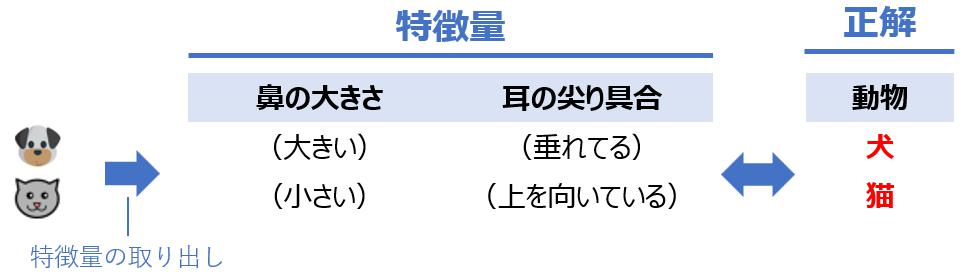 特徴量 正解
鼻の大きさ 耳の尖り具合 動物
（大きい） （垂れてる） 犬
（小さい） （上を向いている） 猫
特徴量の取り出し